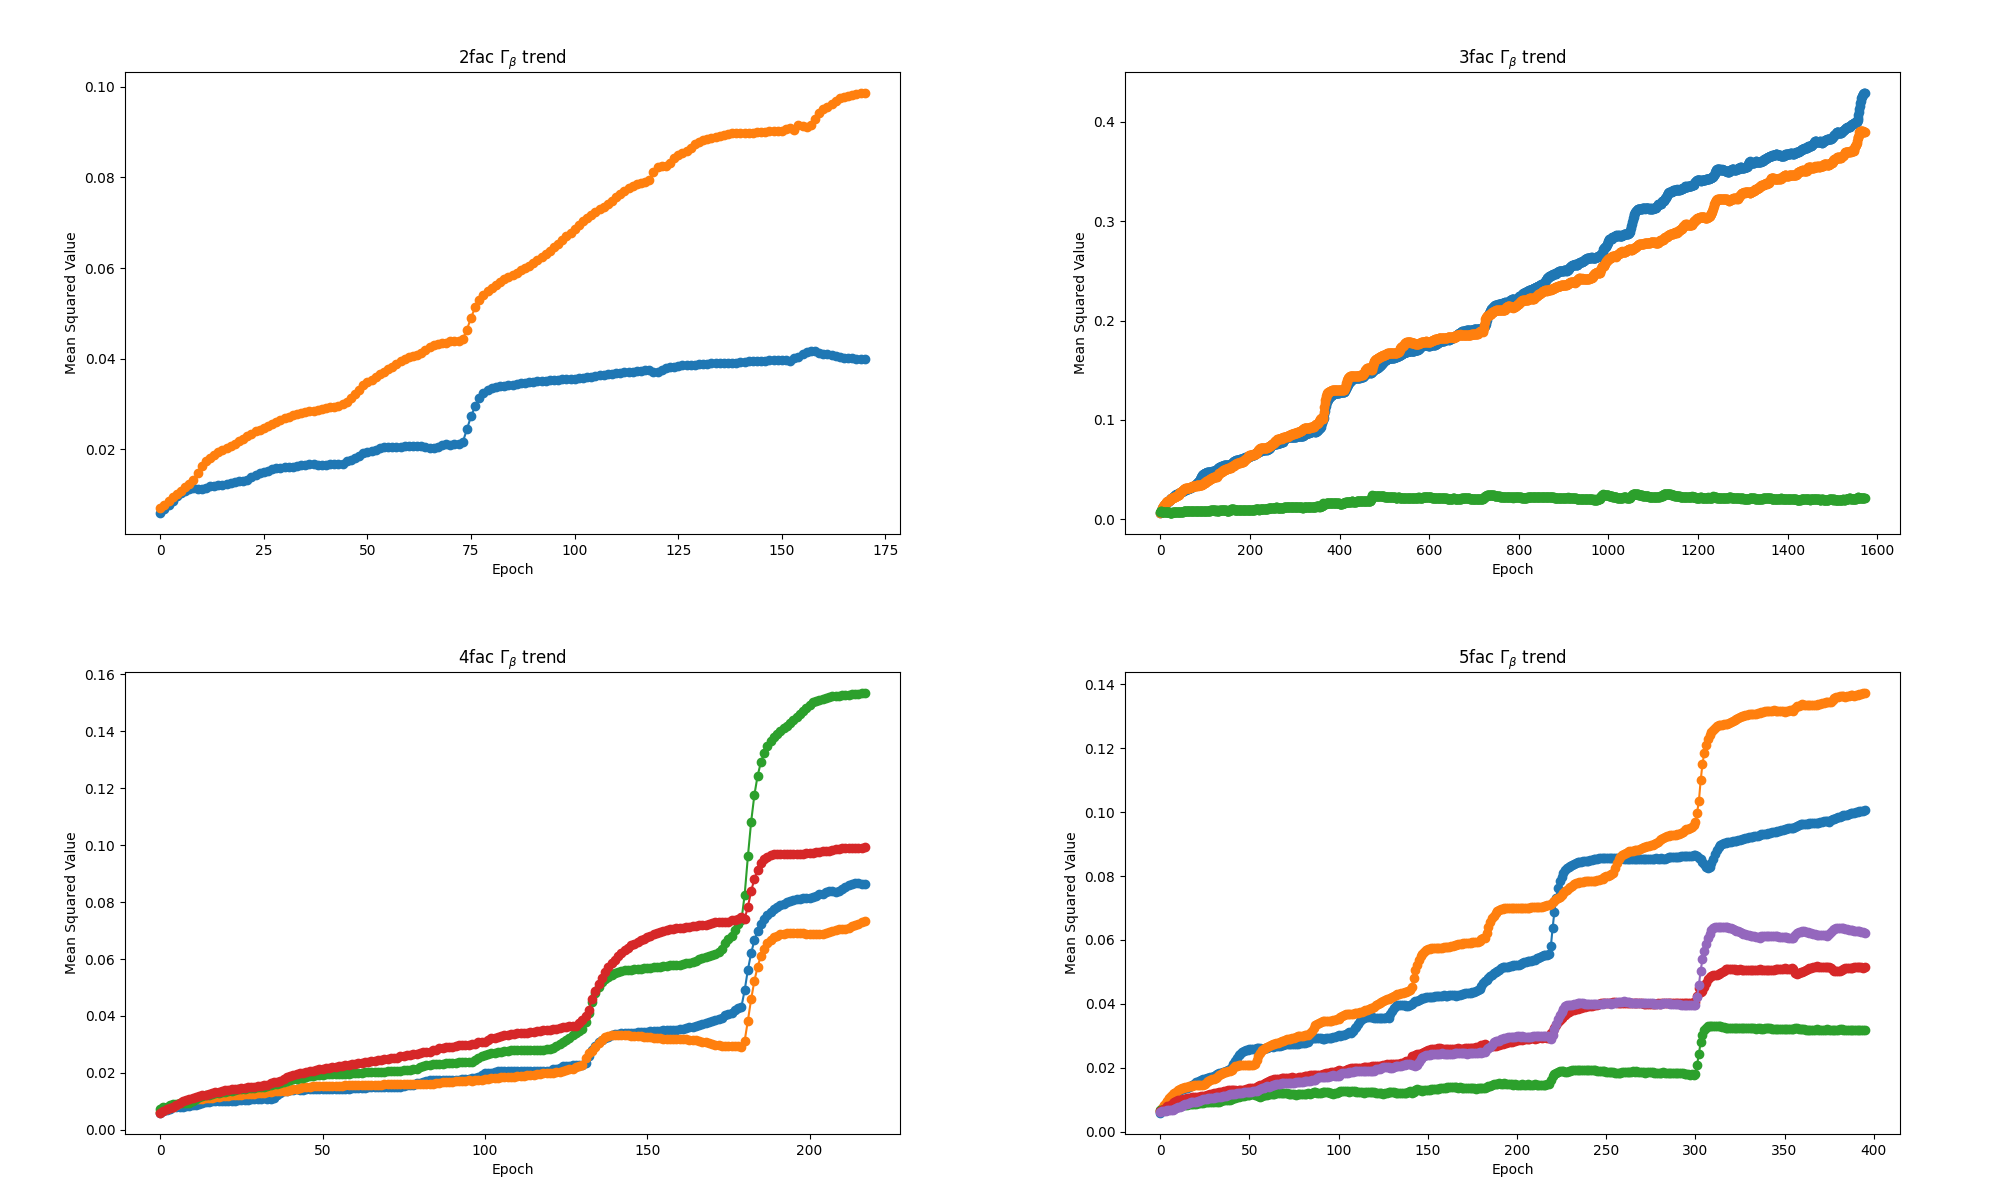 2fac Γβ trend
0.10
0.08
0.06
0.04
0.02
Mean Squared Value
0 25 50 75 100 125 150 175
Epoch
3fac Γβ trend
0.4
0.3
0.2
0.1
0.0
Mean Squared Value
0 200 400 600 800 1000 1200 1400 1600
Epoch
4fac Γβ trend
0.16
0.14
0.12
0.10
0.08
0.06
0.04
0.02
0.00
Mean Squared Value
0 50 100 150 200
Epoch
5fac Γβ trend
0.14
0.12
0.10
0.08
0.06
0.04
0.02
0.00
Mean Squared Value
0 50 100 150 200 250 300 350 400
Epoch